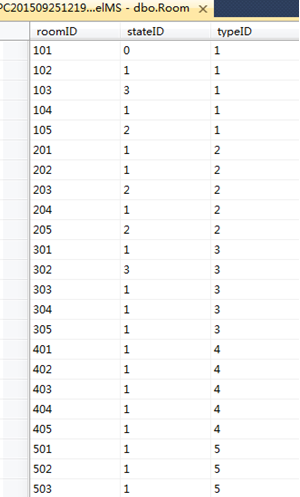 PC201509251219...elMS - dbo.Room ×
roomID stateID typeID
101 0 1
102 1 1
103 3 1
104 1 1
105 2 1
201 1 2
202 1 2
203 2 2
204 1 2
205 2 2
301 1 3
302 3 3
303 1 3
304 1 3
305 1 3
401 1 4
402 1 4
403 1 4
404 1 4
405 1 4
501 1 5
502 1 5
503 1 5